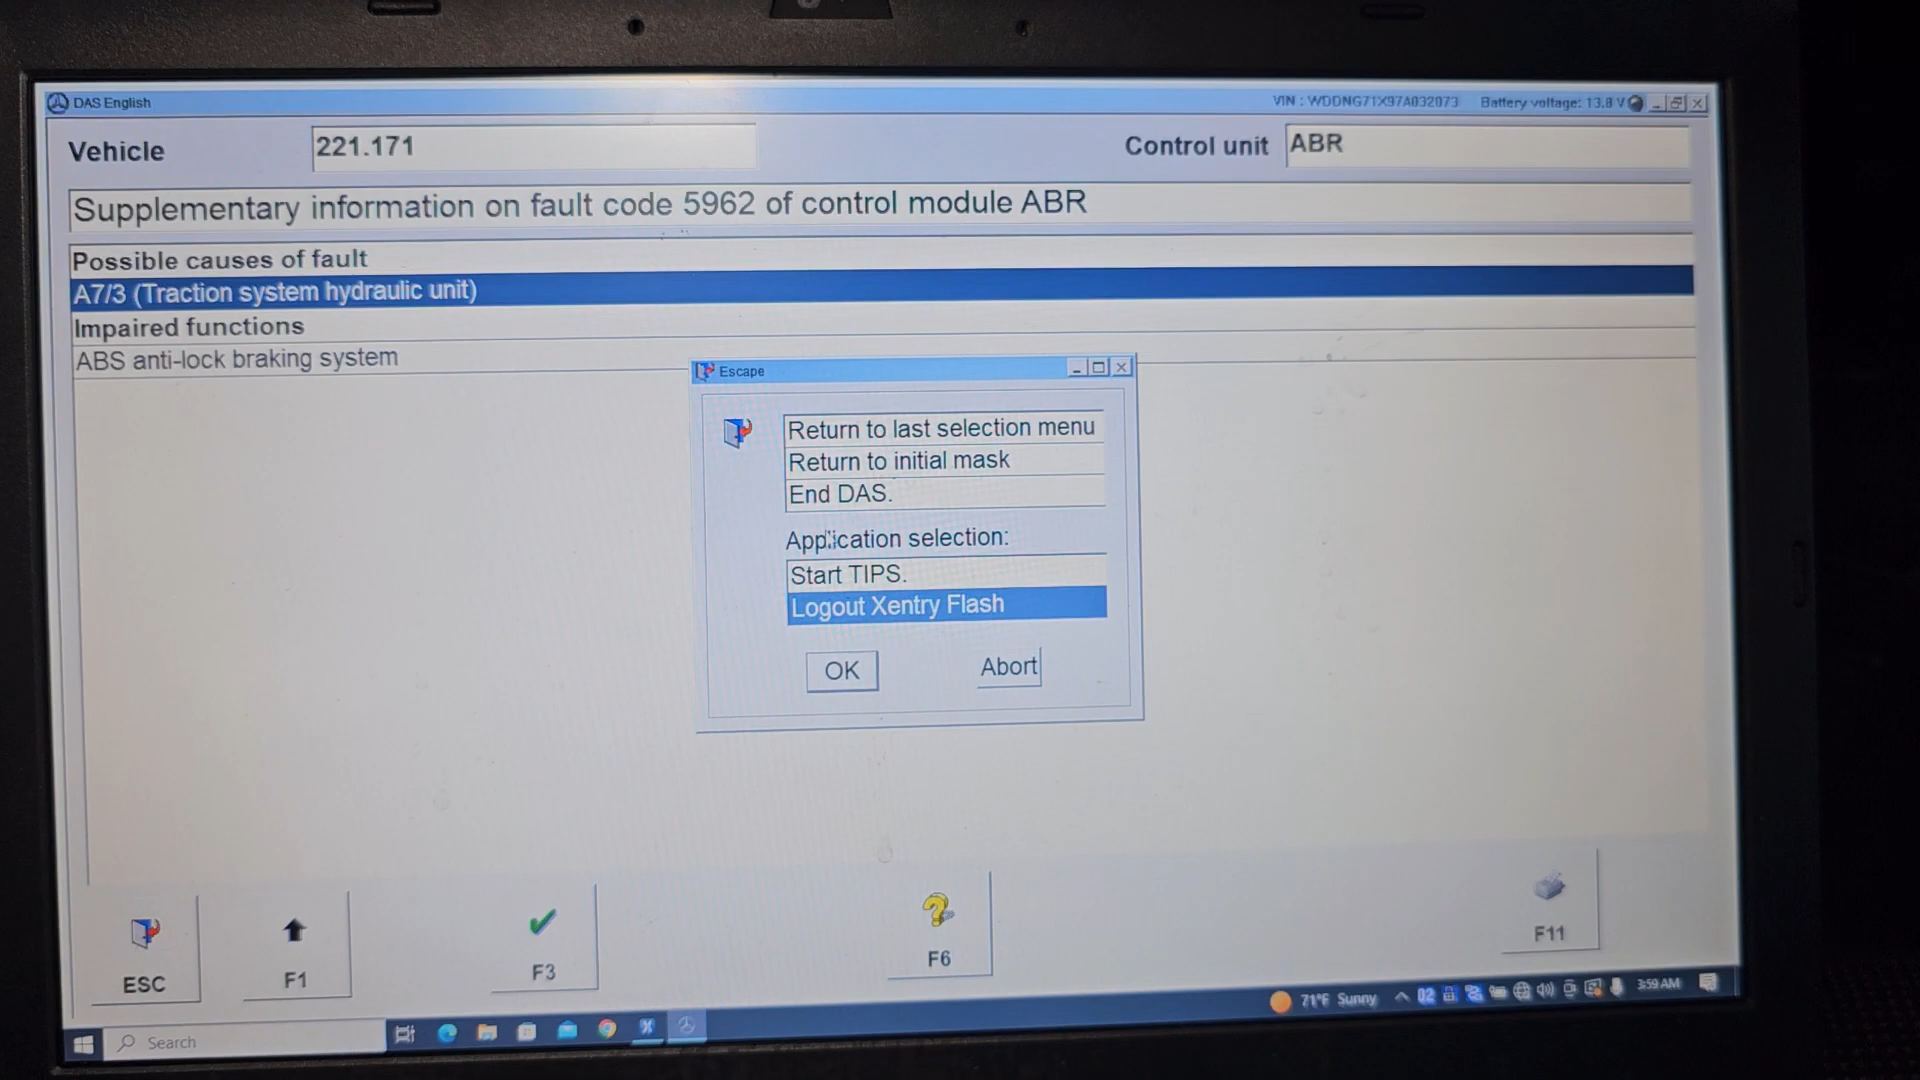 DAS English
VIN : WDDNG71X97A032073 Battery voltage: 13.8 V
Vehicle 221.171 Control unit ABR
Supplementary information on fault code 5962 of control module ABR
Possible causes of fault
A7/3 (Traction system hydraulic unit)
Impaired functions
ABS anti-lock braking system
Escape
Return to last selection menu
Return to initial mask
End DAS.
Application selection:
Start TIPS.
Logout Xentry Flash
OK Abort
ESC F1 F3 F6 F11
Search 71°F Sunny 02 3:59 AM